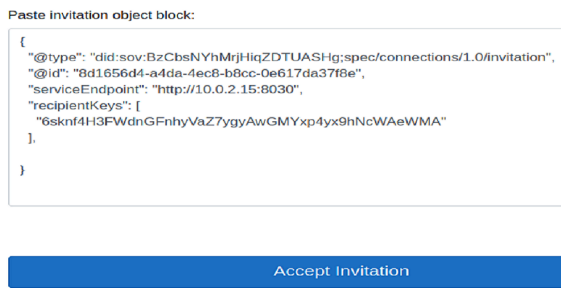 Paste invitation object block:
{
"@type": "did:sov:BzCbsNYhMrjHiqZDTUASHg;spec/connections/1.0/invitation",
"@id": "8d1656d4-a4da-4ec8-b8cc-0e617da37f8e",
"serviceEndpoint": "http://10.0.2.15:8030",
"recipientKeys": [
"6sknf4H3FWdnGFnhyVaZ7ygyAwGMYxp4yx9hNcWAeWMA"
],
}
Accept Invitation